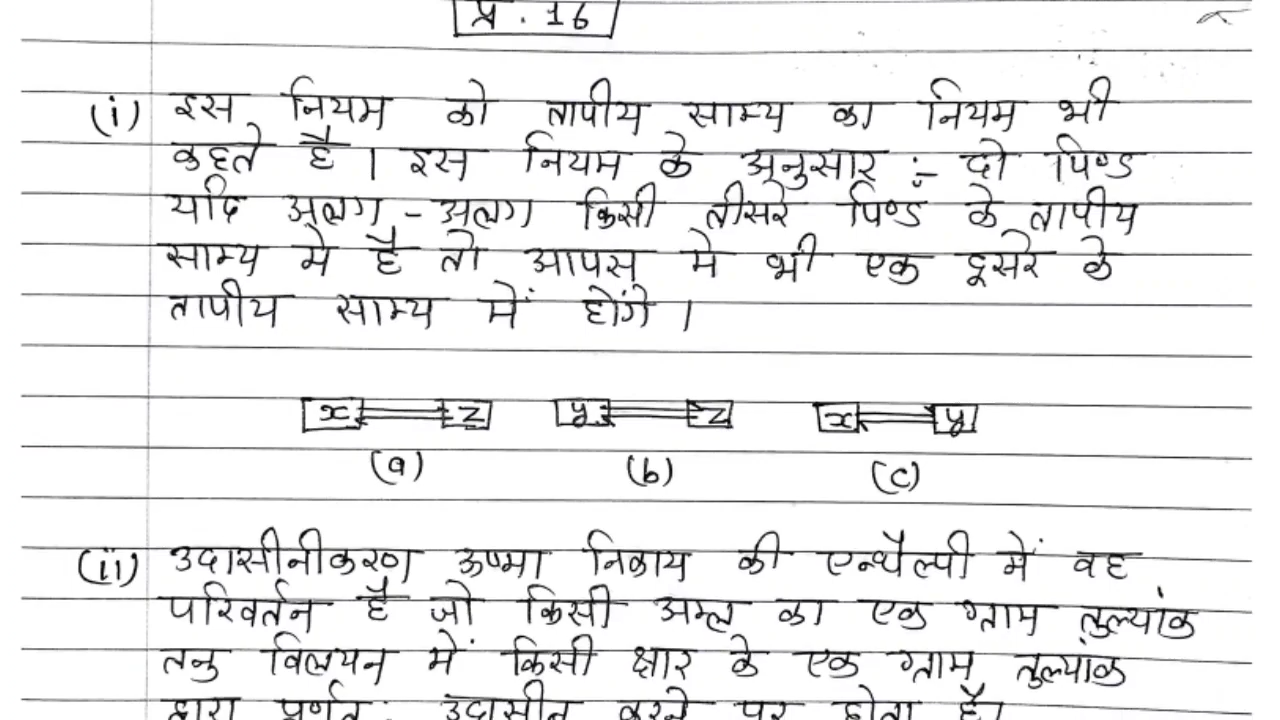 प्र. 16
(i) इस नियम को तापीय साम्य का नियम भी
कहते है। इस नियम के अनुसार :- दो पिण्ड
यदि अलग - अलग किसी तीसरे पिण्ड के तापीय
साम्य मे है तो आपस मे भी एक दूसरे के
तापीय साम्य में होंगे।
x z y z x y
(a) (b) (c)
(ii) उदासीनीकरण ऊष्मा निकाय की एन्थैल्पी में वह
परिवर्तन है जो किसी अम्ल का एक ग्राम तुल्यांक
तनु विलयन में किसी क्षार के एक ग्राम तुल्यांक
द्वारा पूर्णत: उदासीन करने पर होता है।